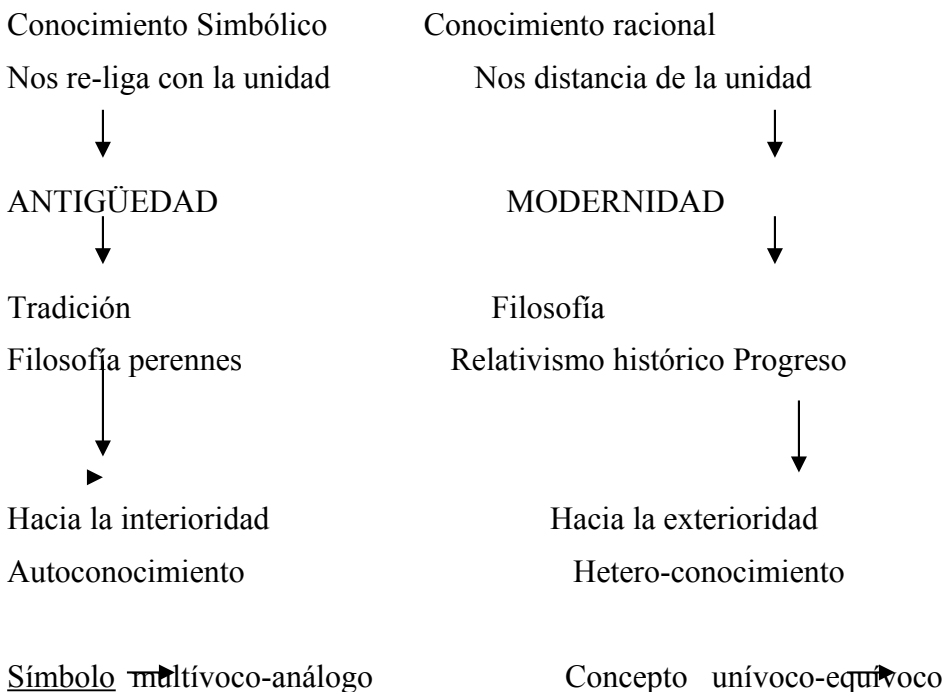 Conocimiento Simbólico Conocimiento racional
Nos re-liga con la unidad Nos distancia de la unidad
ANTIGÜEDAD MODERNIDAD
Tradición Filosofía
Filosofía perennes Relativismo histórico Progreso
Hacia la interioridad Hacia la exterioridad
Autoconocimiento Hetero-conocimiento
Símbolo multívoco-análogo Concepto unívoco-equívoco